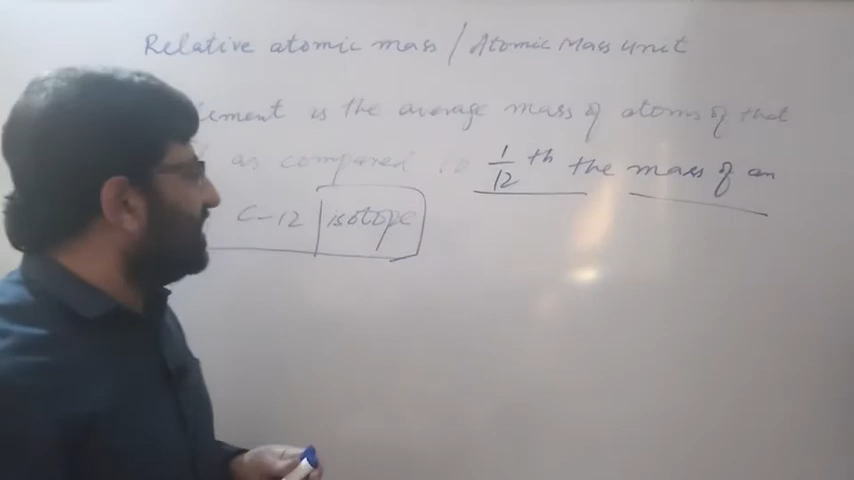 Relative atomic mass / Atomic Mass unit
lement is the average mass of atoms of that
as compared to 1/12 th the mass of an
C-12 isotope